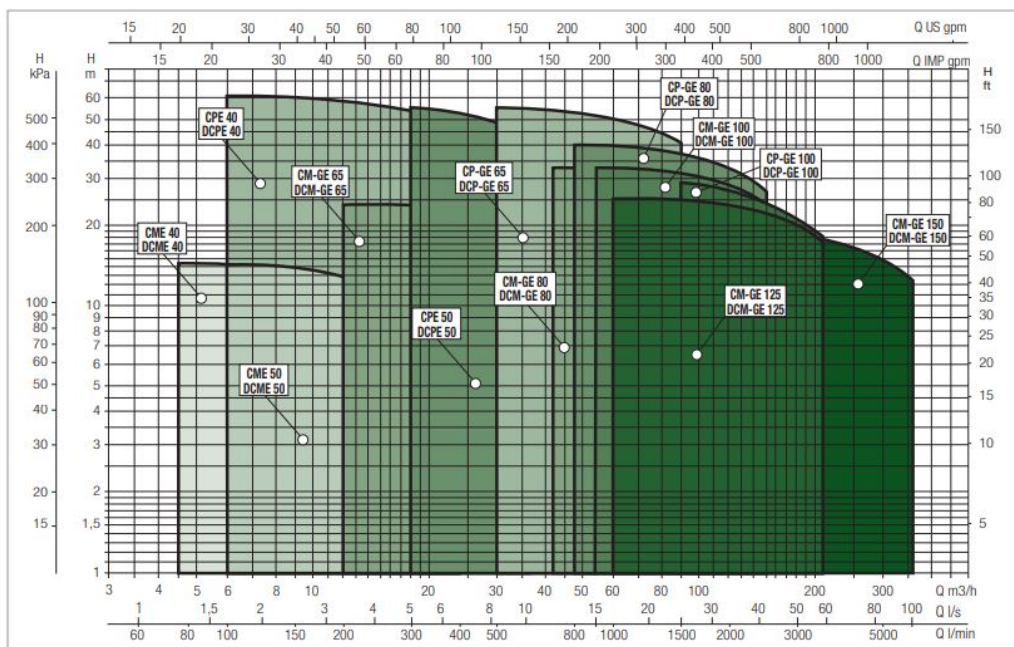 15 20 30 40 50 60 70 80 100 150 200 300 400 500 800 1000 Q US gpm
15 20 30 40 50 60 70 80 100 150 200 300 400 500 800 1000 Q IMP gpm
H
kPa
500
400
300
200
100
90
80
70
60
50
40
30
20
15
H
m
60
50
40
30
20
10
9
8
7
6
5
4
3
2
1,5
1
CPE 40
DCPE 40
CME 40
DCME 40
CME 50
DCME 50
CM-GE 65
DCM-GE 65
CPE 50
DCPE 50
CP-GE 65
DCP-GE 65
CM-GE 80
DCM-GE 80
CP-GE 80
DCP-GE 80
CM-GE 100
DCM-GE 100
CP-GE 100
DCP-GE 100
CM-GE 125
DCM-GE 125
CM-GE 150
DCM-GE 150
H
ft
150
100
80
60
50
40
35
30
25
20
10
5
3 4 5 6 8 10 20 30 40 50 60 80 100 200 300 Q m3/h
1 1,5 2 3 4 5 6 8 10 15 20 30 40 50 60 80 100 Q l/s
60 80 100 150 200 300 400 500 800 1000 1500 2000 3000 5000 Q l/min